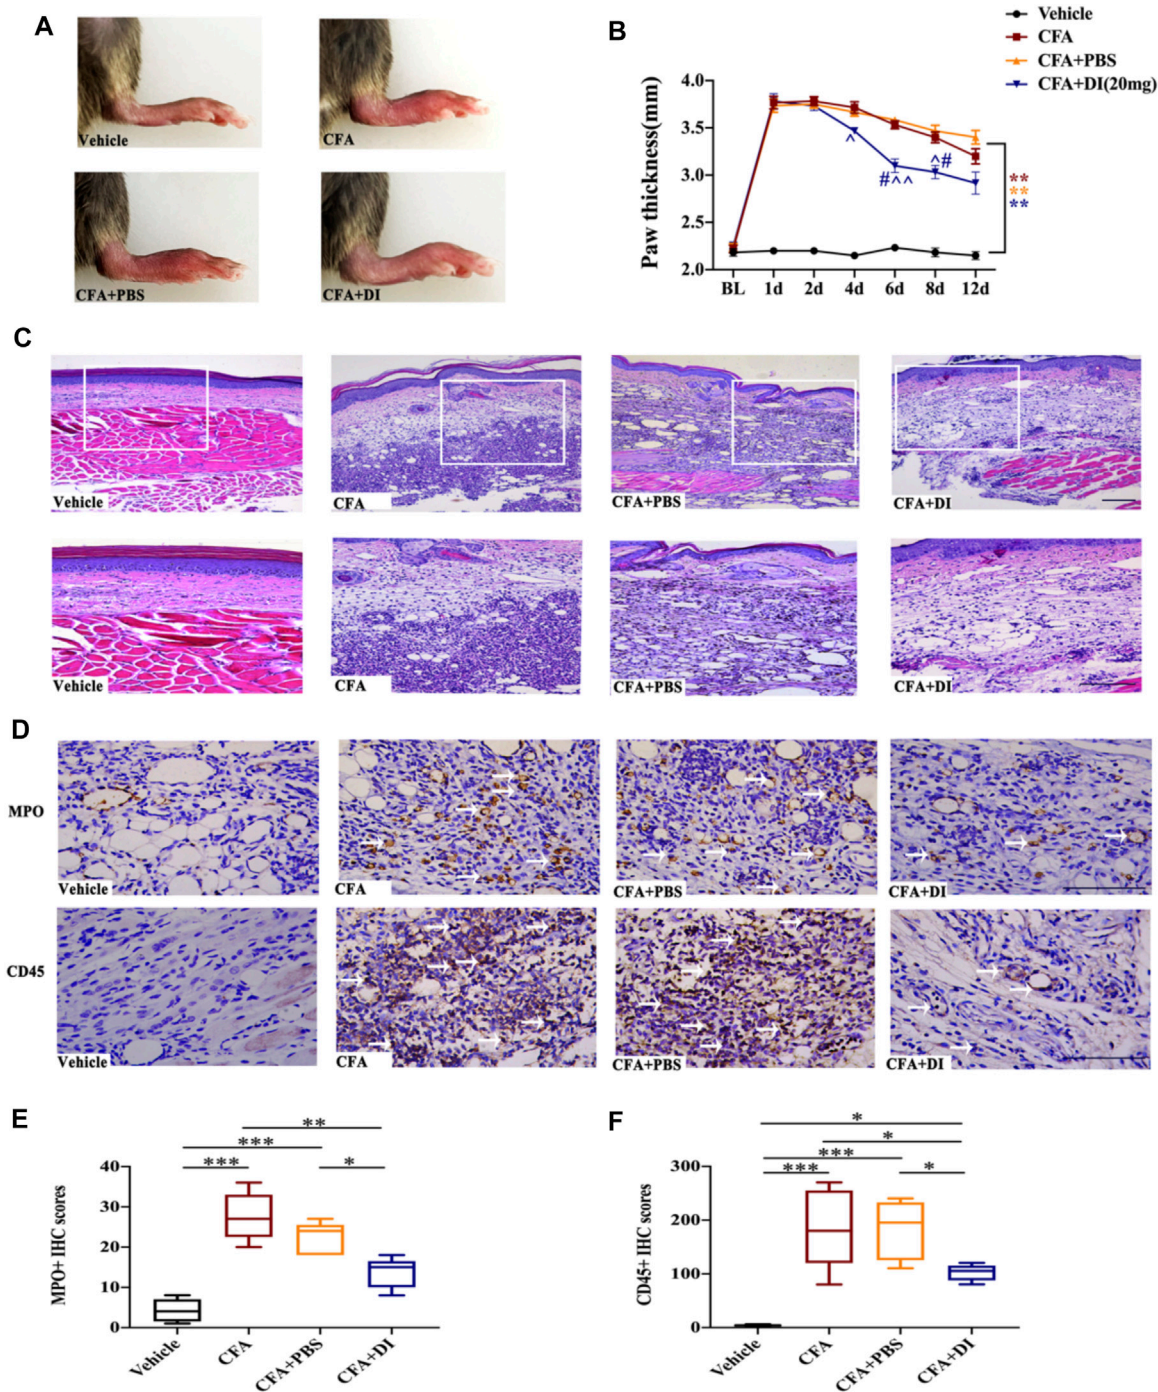 A
Vehicle
CFA
CFA+PBS
CFA+DI
B
Vehicle
CFA
CFA+PBS
CFA+DI(20mg)
Paw thickness(mm)
4.0
3.5
3.0
2.5
2.0
^
#^^
^#
**
**
**
BL 1d 2d 4d 6d 8d 12d
C
Vehicle
CFA
CFA+PBS
CFA+DI
Vehicle
CFA
CFA+PBS
CFA+DI
D
MPO
Vehicle
CFA
CFA+PBS
CFA+DI
CD45
Vehicle
CFA
CFA+PBS
CFA+DI
E
**
***
***
*
MPO+ IHC scores
40
30
20
10
0
Vehicle
CFA
CFA+PBS
CFA+DI
F
*
*
***
***
*
CD45+ IHC scores
300
200
100
0
Vehicle
CFA
CFA+PBS
CFA+DI